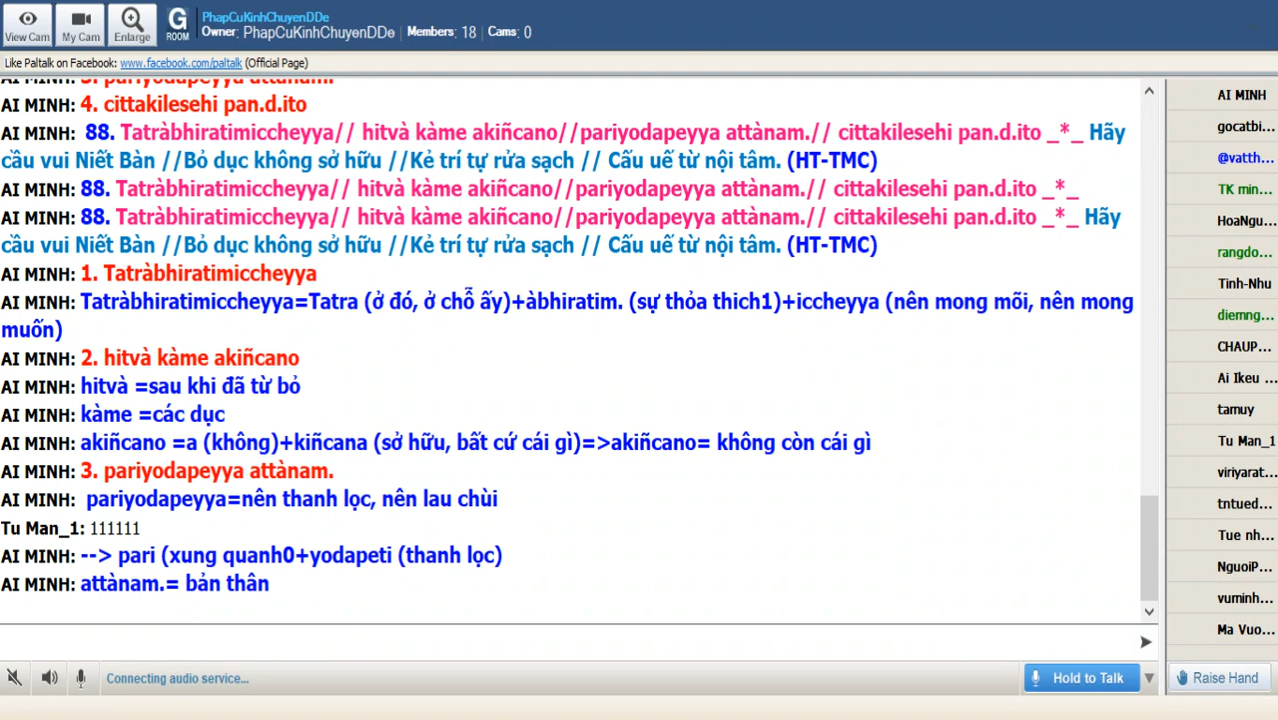 View Cam
My Cam
Enlarge
G
ROOM
PhapCuKinhChuyenDDe
Owner: PhapCuKinhChuyenDDe | Members: 18 | Cams: 0
Like Paltalk on Facebook: www.facebook.com/paltalk (Official Page)
AI MINH: 3. pariyodapeyya attànam.
AI MINH: 4. cittakilesehi pan.d.ito
AI MINH: 88. Tatràbhiratimiccheyya// hitvà kàme akiñcano//pariyodapeyya attànam.// cittakilesehi pan.d.ito _*_ Hãy
cầu vui Niết Bàn //Bỏ dục không sở hữu //Kẻ trí tự rửa sạch // Cấu uế từ nội tâm. (HT-TMC)
AI MINH: 88. Tatràbhiratimiccheyya// hitvà kàme akiñcano//pariyodapeyya attànam.// cittakilesehi pan.d.ito _*_
AI MINH: 88. Tatràbhiratimiccheyya// hitvà kàme akiñcano//pariyodapeyya attànam.// cittakilesehi pan.d.ito _*_ Hãy
cầu vui Niết Bàn //Bỏ dục không sở hữu //Kẻ trí tự rửa sạch // Cấu uế từ nội tâm. (HT-TMC)
AI MINH: 1. Tatràbhiratimiccheyya
AI MINH: Tatràbhiratimiccheyya=Tatra (ở đó, ở chỗ ấy)+àbhiratim. (sự thỏa thich1)+iccheyya (nên mong mõi, nên mong
muốn)
AI MINH: 2. hitvà kàme akiñcano
AI MINH: hitvà =sau khi đã từ bỏ
AI MINH: kàme =các dục
AI MINH: akiñcano =a (không)+kiñcana (sở hữu, bất cứ cái gì)=>akiñcano= không còn cái gì
AI MINH: 3. pariyodapeyya attànam.
AI MINH: pariyodapeyya=nên thanh lọc, nên lau chùi
Tu Man_1: 111111
AI MINH: --> pari (xung quanh0+yodapeti (thanh lọc)
AI MINH: attànam.= bản thân
AI MINH
gocatbi...
@vatth...
TK min...
HoaNgu...
rangdo...
Tinh-Nhu
diemng...
CHAUP...
Ai Ikeu ...
tamuy
Tu Man_1
viriyarat...
tntued...
Tue nh...
NguoiP...
vuminh...
Ma Vuo...
Connecting audio service...
Hold to Talk
Raise Hand